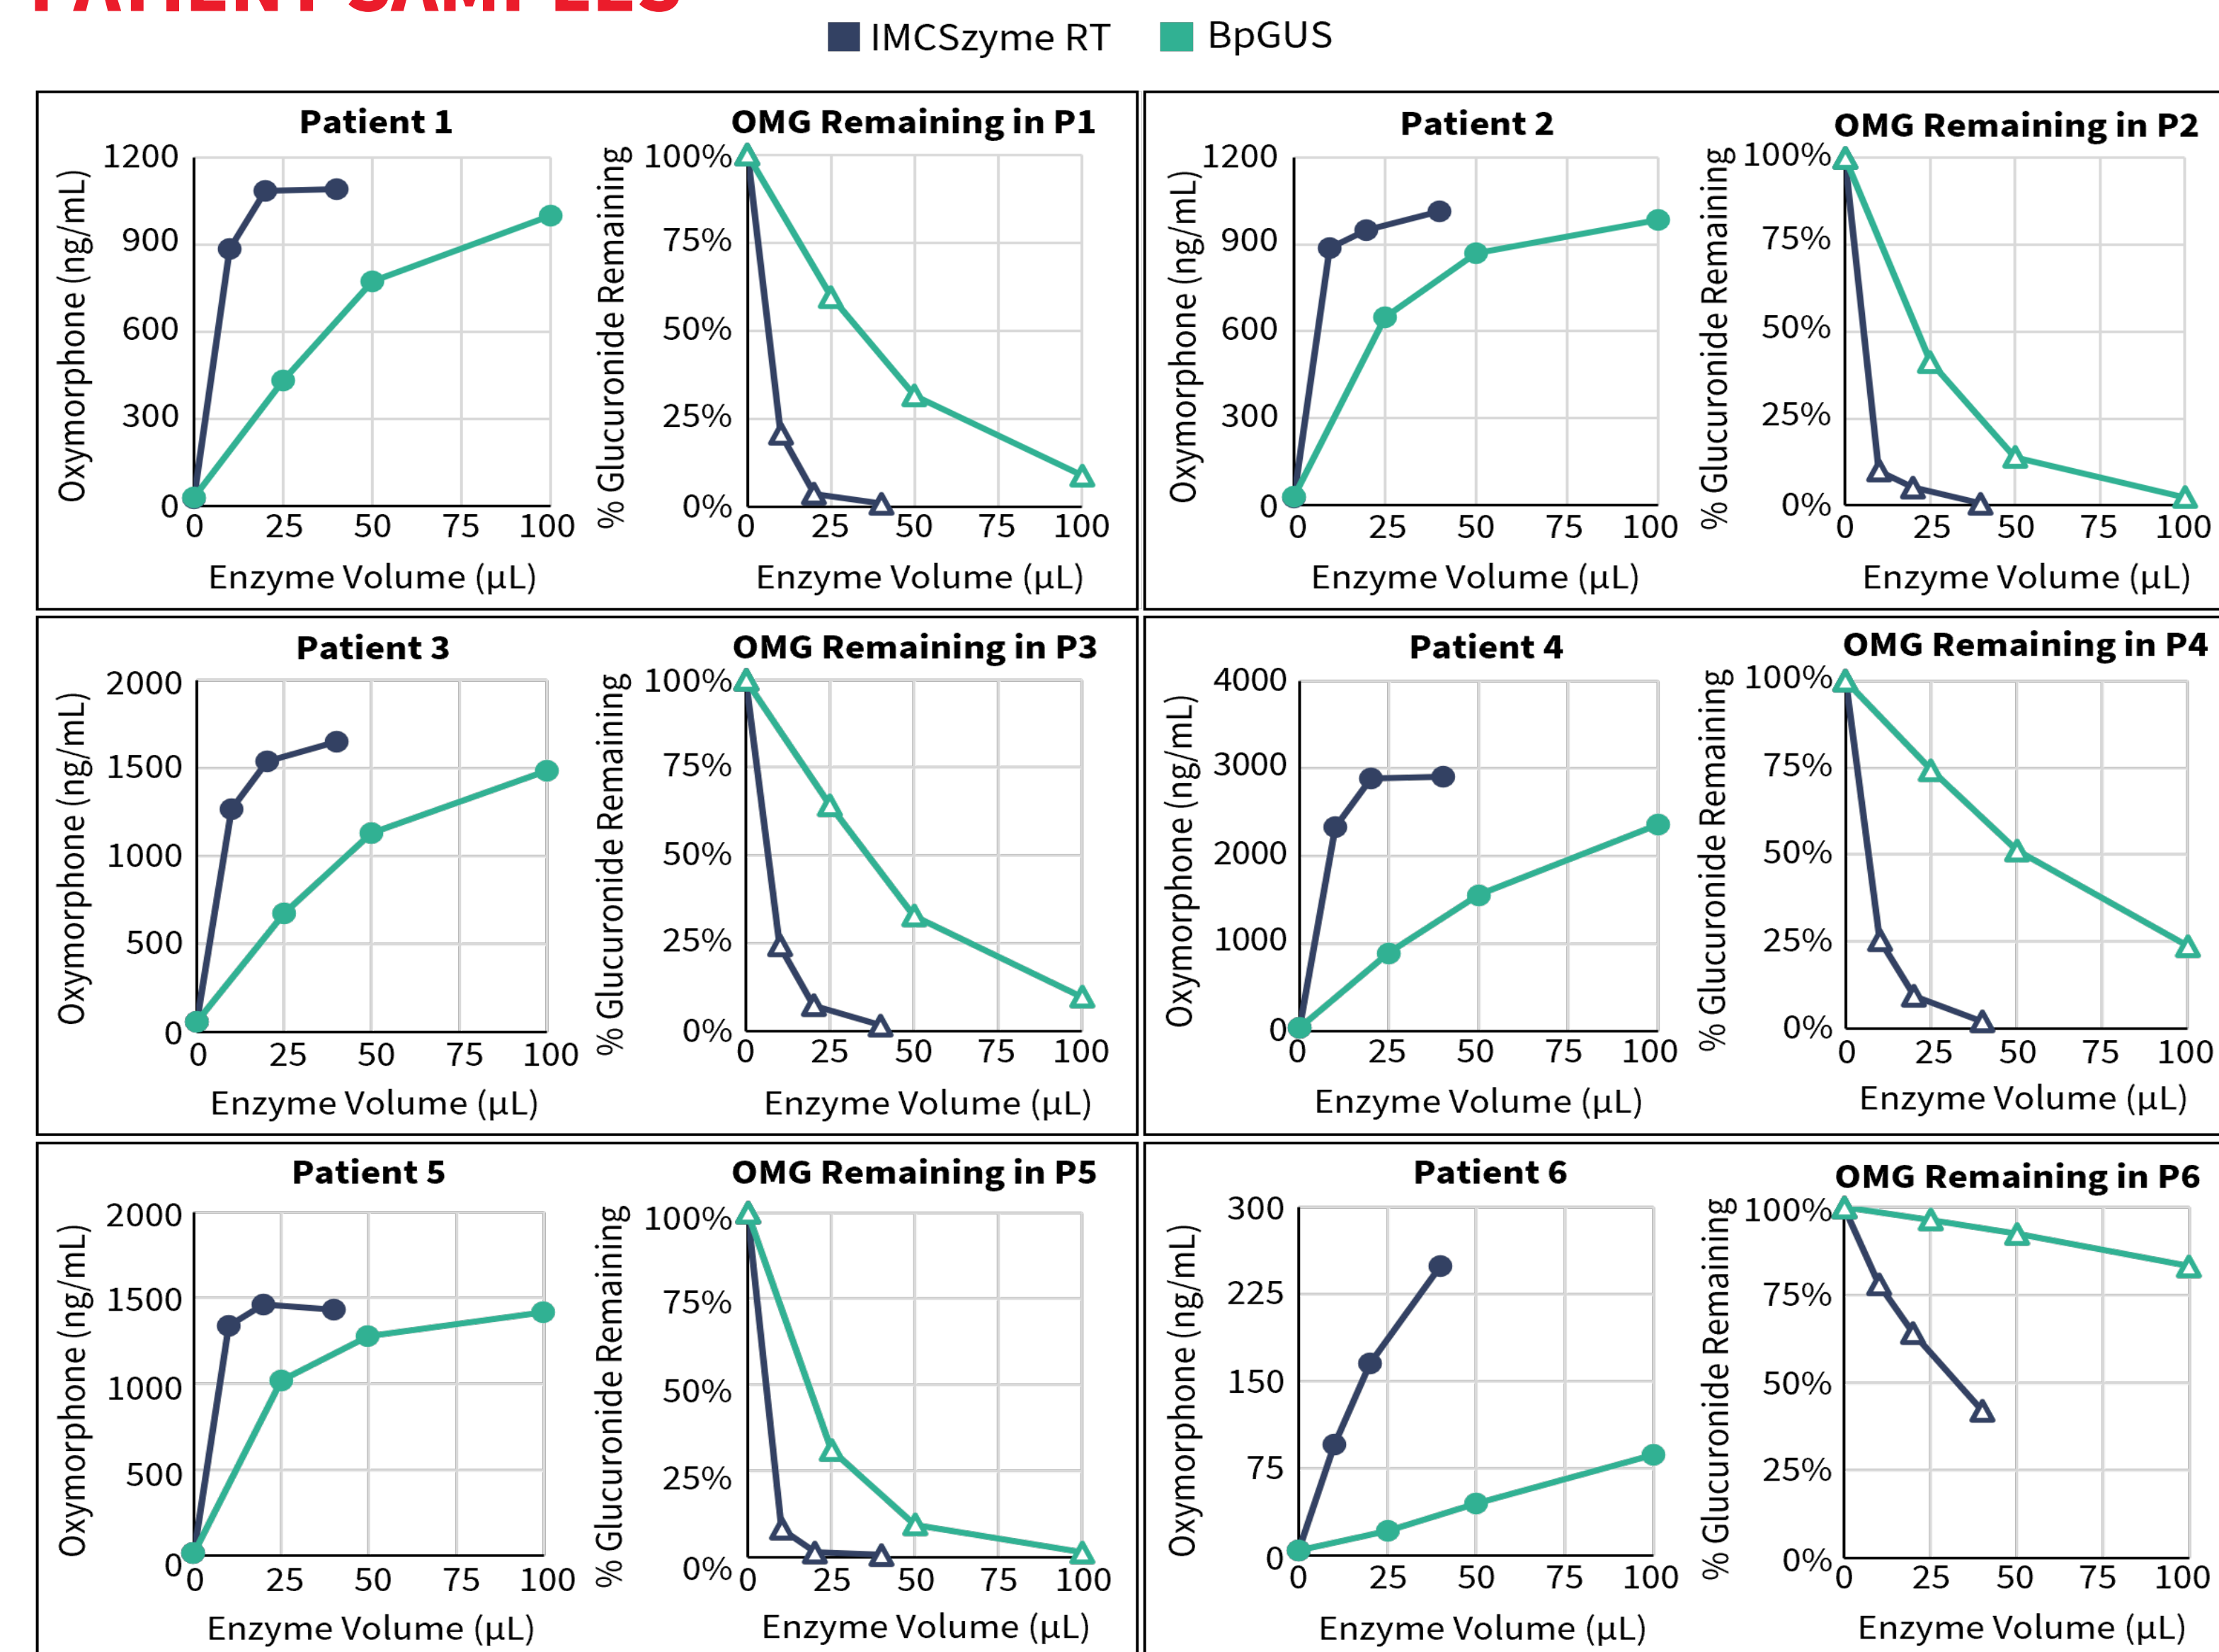 PATIENT SAMPLES
IMCSzyme RT BpGUS
Patient 1
Oxymorphone (ng/mL)
1200
900
600
300
0
0 25 50 75 100
Enzyme Volume (µL)
OMG Remaining in P1
% Glucuronide Remaining
100%
75%
50%
25%
0%
0 25 50 75 100
Enzyme Volume (µL)
Patient 2
Oxymorphone (ng/mL)
1200
900
600
300
0
0 25 50 75 100
Enzyme Volume (µL)
OMG Remaining in P2
% Glucuronide Remaining
100%
75%
50%
25%
0%
0 25 50 75 100
Enzyme Volume (µL)
Patient 3
Oxymorphone (ng/mL)
2000
1500
1000
500
0
0 25 50 75 100
Enzyme Volume (µL)
OMG Remaining in P3
% Glucuronide Remaining
100%
75%
50%
25%
0%
0 25 50 75 100
Enzyme Volume (µL)
Patient 4
Oxymorphone (ng/mL)
4000
3000
2000
1000
0
0 25 50 75 100
Enzyme Volume (µL)
OMG Remaining in P4
% Glucuronide Remaining
100%
75%
50%
25%
0%
0 25 50 75 100
Enzyme Volume (µL)
Patient 5
Oxymorphone (ng/mL)
2000
1500
1000
500
0
0 25 50 75 100
Enzyme Volume (µL)
OMG Remaining in P5
% Glucuronide Remaining
100%
75%
50%
25%
0%
0 25 50 75 100
Enzyme Volume (µL)
Patient 6
Oxymorphone (ng/mL)
300
225
150
75
0
0 25 50 75 100
Enzyme Volume (µL)
OMG Remaining in P6
% Glucuronide Remaining
100%
75%
50%
25%
0%
0 25 50 75 100
Enzyme Volume (µL)